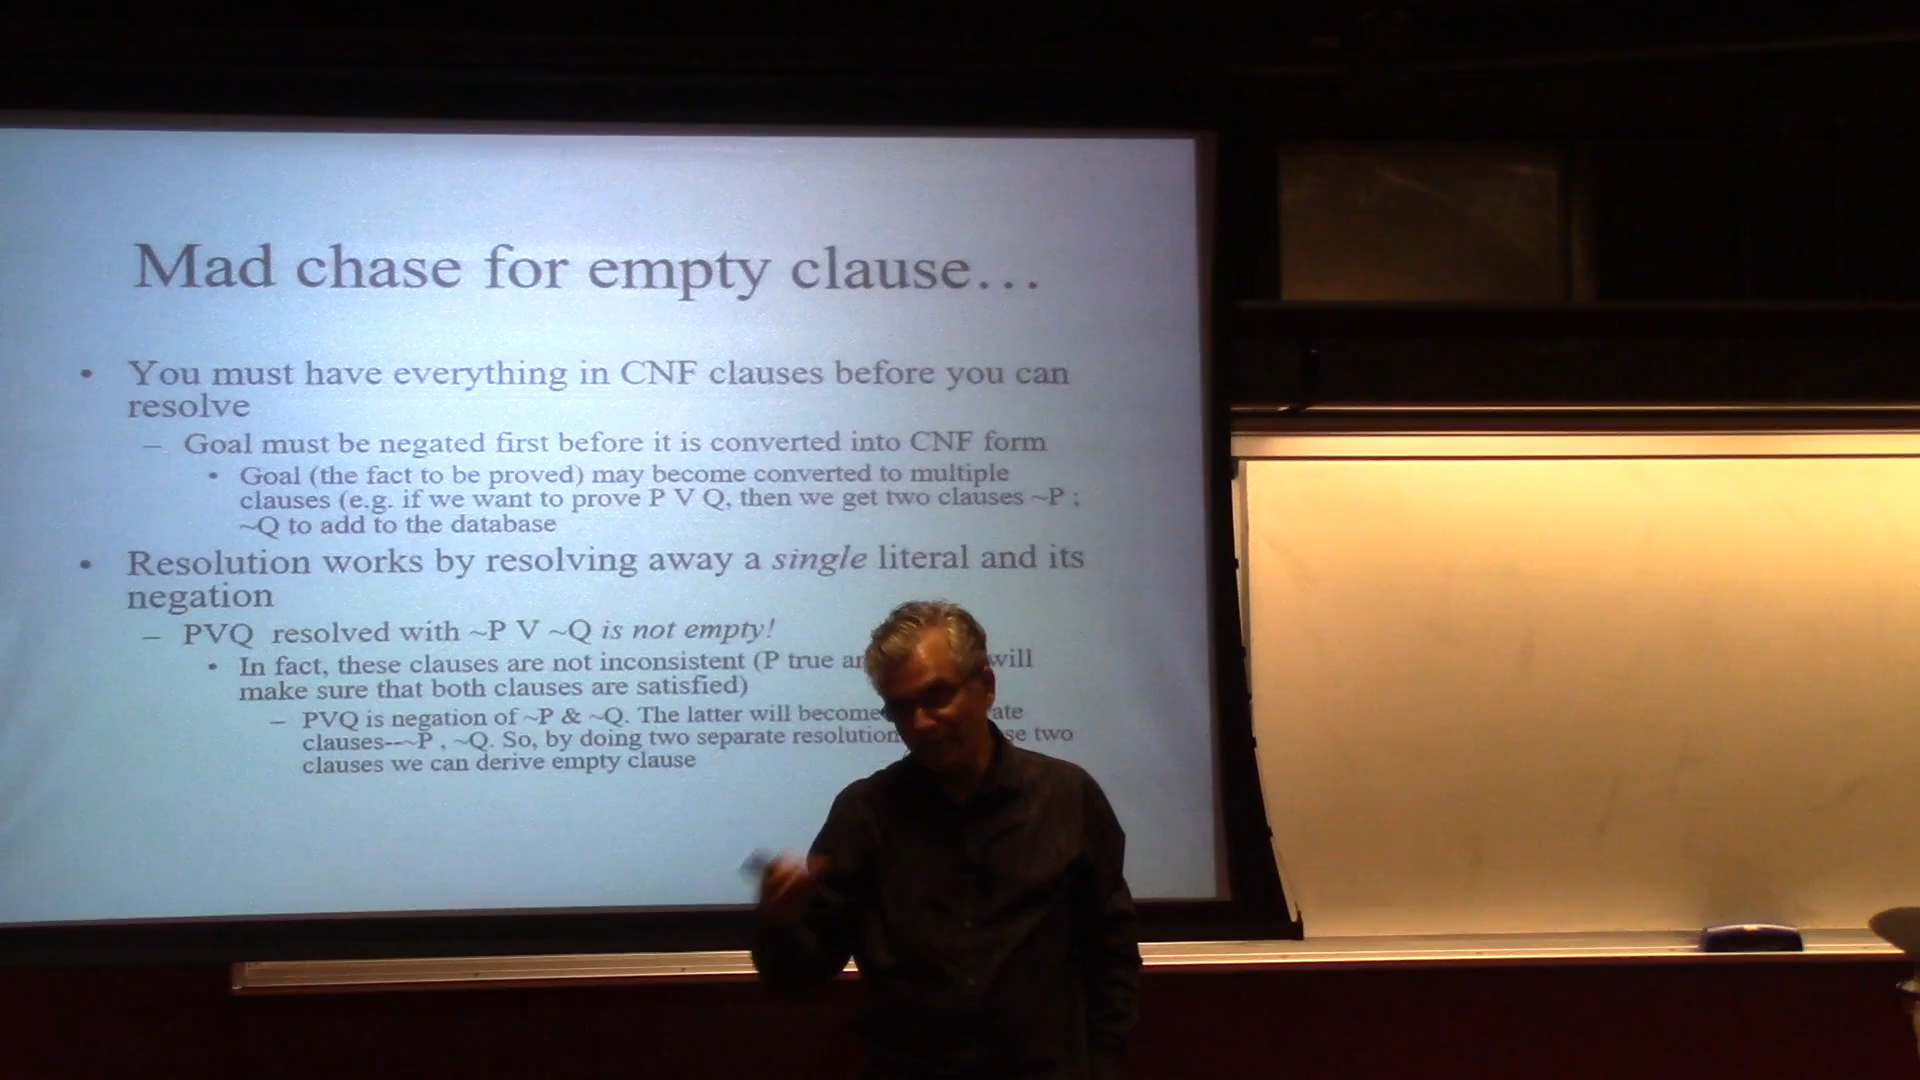 Mad chase for empty clause…
• You must have everything in CNF clauses before you can
resolve
– Goal must be negated first before it is converted into CNF form
• Goal (the fact to be proved) may become converted to multiple
clauses (e.g. if we want to prove P V Q, then we get two clauses ~P ;
~Q to add to the database
• Resolution works by resolving away a single literal and its
negation
– PVQ resolved with ~P V ~Q is not empty!
• In fact, these clauses are not inconsistent (P true will
make sure that both clauses are satisfied)
– PVQ is negation of ~P & ~Q. The latter will become
clauses--~P , ~Q. So, by doing two separate two
clauses we can derive empty clause